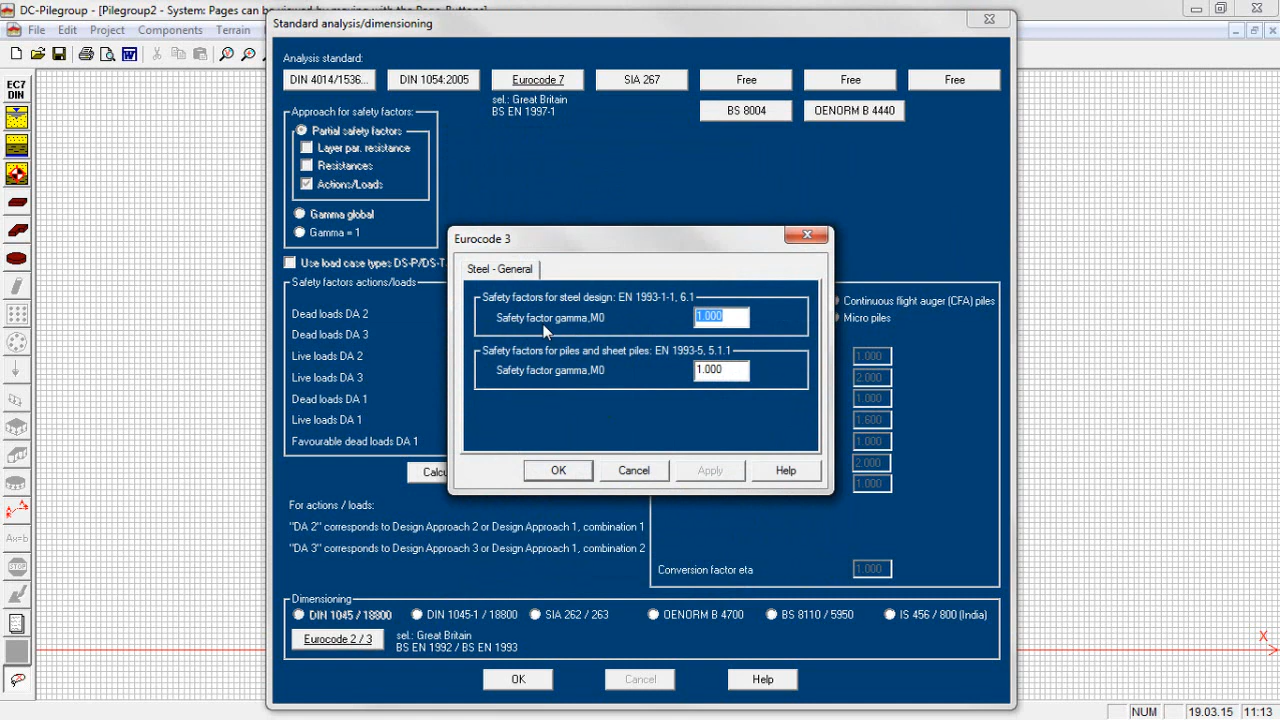 DC-Pilegroup - [Pilegroup2 - System: Pages can be viewed by moving with the Page-Buttons]
File Edit Project Components Terrain
Standard analysis/dimensioning
EC7
DIN
Analysis standard:
DIN 4014/1536... DIN 1054:2005 Eurocode 7 SIA 267 Free Free Free
sel.: Great Britain
BS EN 1997-1
BS 8004 OENORM B 4440
Approach for safety factors:
Partial safety factors
Layer par. resistance
Resistances
Actions/Loads
Gamma global
Gamma = 1
Use load case types DS-P/DS-T
Safety factors actions/loads
Dead loads DA 2
Dead loads DA 3
Live loads DA 2
Live loads DA 3
Dead loads DA 1
Live loads DA 1
Favourable dead loads DA 1
Calcu
Eurocode 3
Steel - General
Safety factors for steel design: EN 1993-1-1, 6.1
Safety factor gamma,M0 1.000
Safety factors for piles and sheet piles: EN 1993-5, 5.1.1
Safety factor gamma,M0 1.000
OK Cancel Apply Help
Continuous flight auger (CFA) piles
Micro piles
1.000
2.000
1.000
1.600
1.000
2.000
1.000
For actions / loads:
"DA 2" corresponds to Design Approach 2 or Design Approach 1, combination 1
"DA 3" corresponds to Design Approach 3 or Design Approach 1, combination 2
Conversion factor eta 1.000
Dimensioning
DIN 1045 / 18800 DIN 1045-1 / 18800 SIA 262 / 263 OENORM B 4700 BS 8110 / 5950 IS 456 / 800 (India)
Eurocode 2 / 3
sel.: Great Britain
BS EN 1992 / BS EN 1993
OK Cancel Help
Ax=b
STOP
X
NUM 19.03.15 11:13